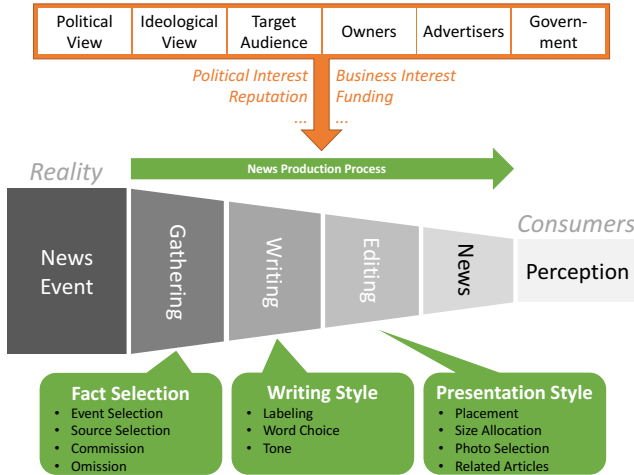 Political View
Ideological View
Target Audience
Owners
Advertisers
Govern-
ment
Political Interest
Reputation
...
Business Interest
Funding
...
News Production Process
Reality
News
Event
Gathering
Writing
Editing
News
Consumers
Perception
Fact Selection
• Event Selection
• Source Selection
• Commission
• Omission
Writing Style
• Labeling
• Word Choice
• Tone
Presentation Style
• Placement
• Size Allocation
• Photo Selection
• Related Articles